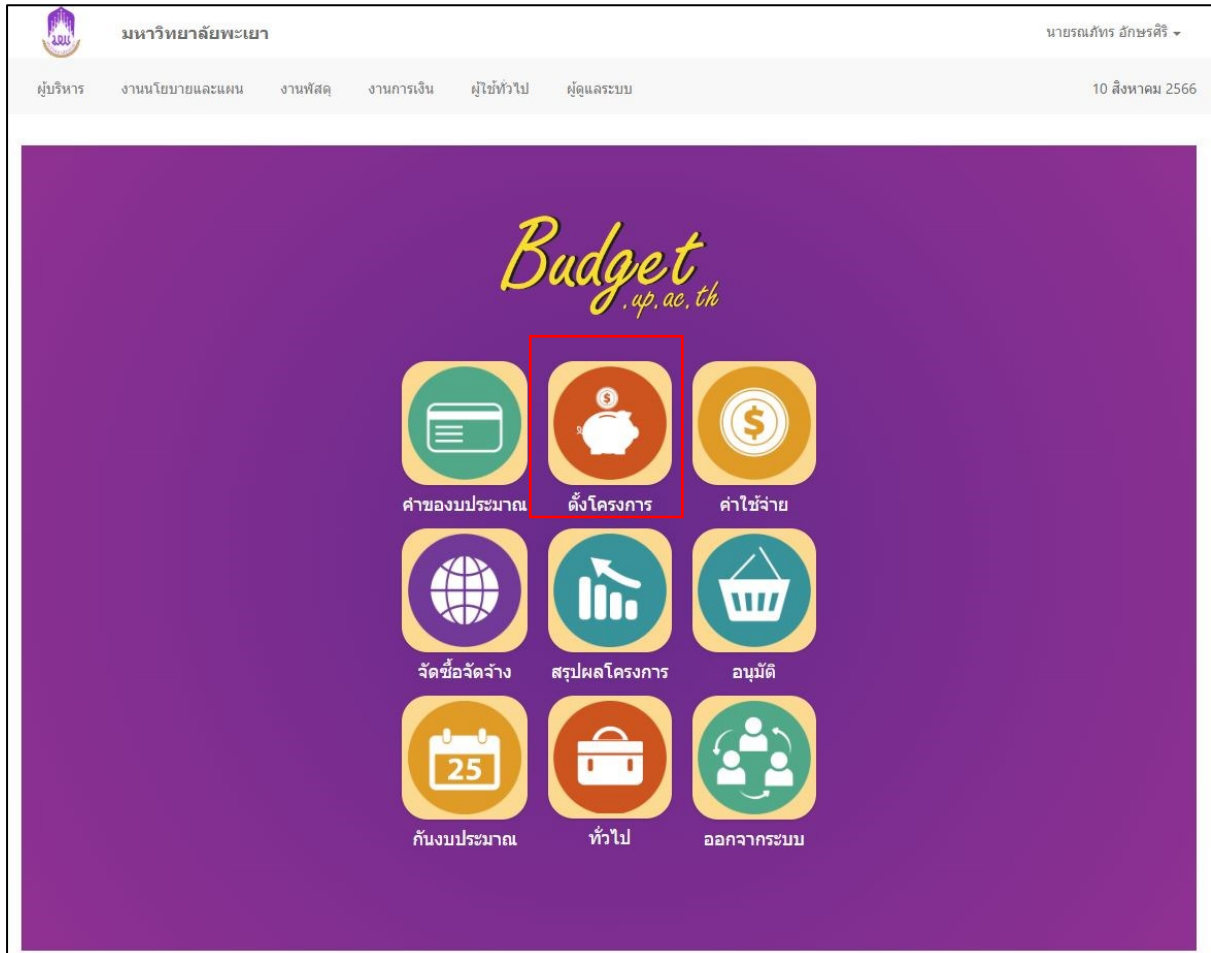 มหาวิทยาลัยพะเยา
นายรณภัทร อักษรศิริ
ผู้บริหาร งานนโยบายและแผน งานพัสดุ งานการเงิน ผู้ใช้ทั่วไป ผู้ดูแลระบบ
10 สิงหาคม 2566
Budget
.up.ac.th
คำของบประมาณ ตั้งโครงการ ค่าใช้จ่าย
จัดซื้อจัดจ้าง สรุปผลโครงการ อนุมัติ
25
กันงบประมาณ ทั่วไป ออกจากระบบ